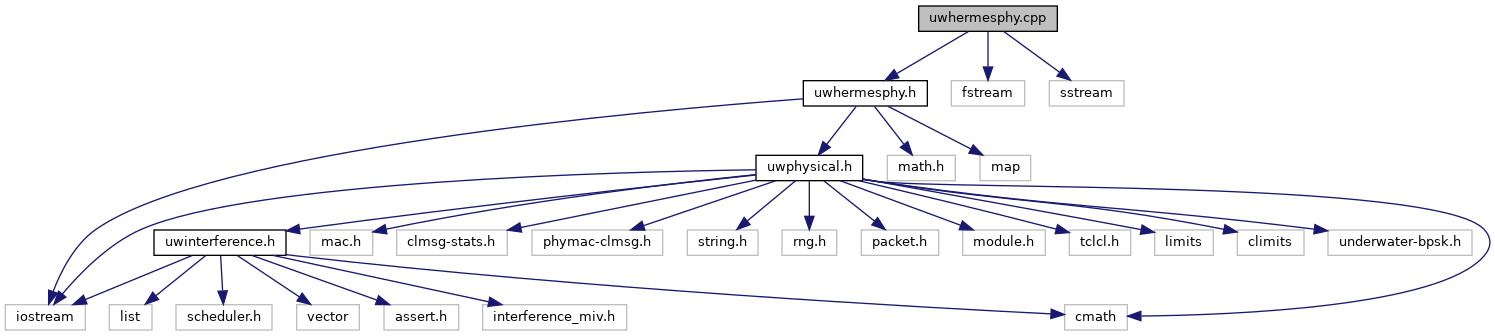 uwhermesphy.cpp
uwhermesphy.h
fstream
sstream
uwphysical.h
math.h
map
uwinterference.h
mac.h
clmsg-stats.h
phymac-clmsg.h
string.h
rng.h
packet.h
module.h
tclcl.h
limits
climits
underwater-bpsk.h
iostream
list
scheduler.h
vector
assert.h
interference_miv.h
cmath